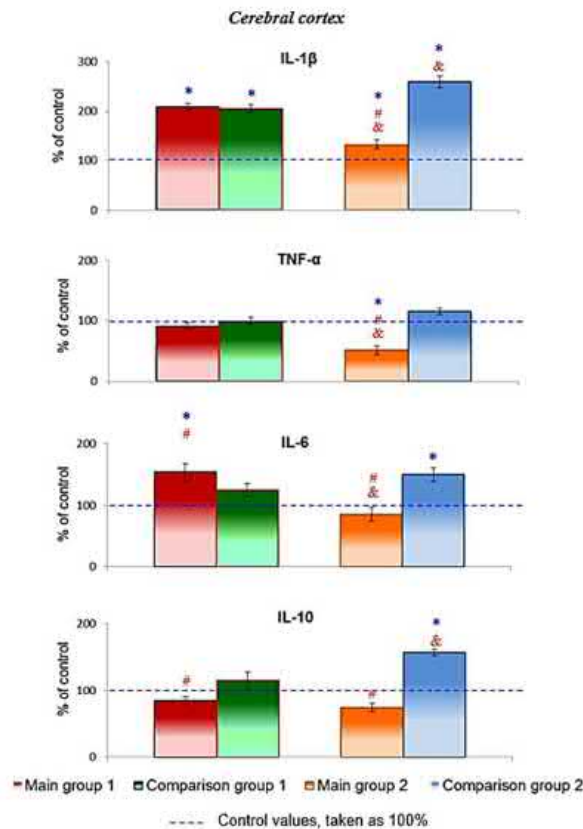 Cerebral cortex
IL-1β
% of control
300
200
100
0
* * * # & * &
TNF-α
% of control
200
100
0
* # &
IL-6
% of control
200
100
0
* # # & *
IL-10
% of control
200
100
0
# # * &
Main group 1 Comparison group 1 Main group 2 Comparison group 2
Control values, taken as 100%